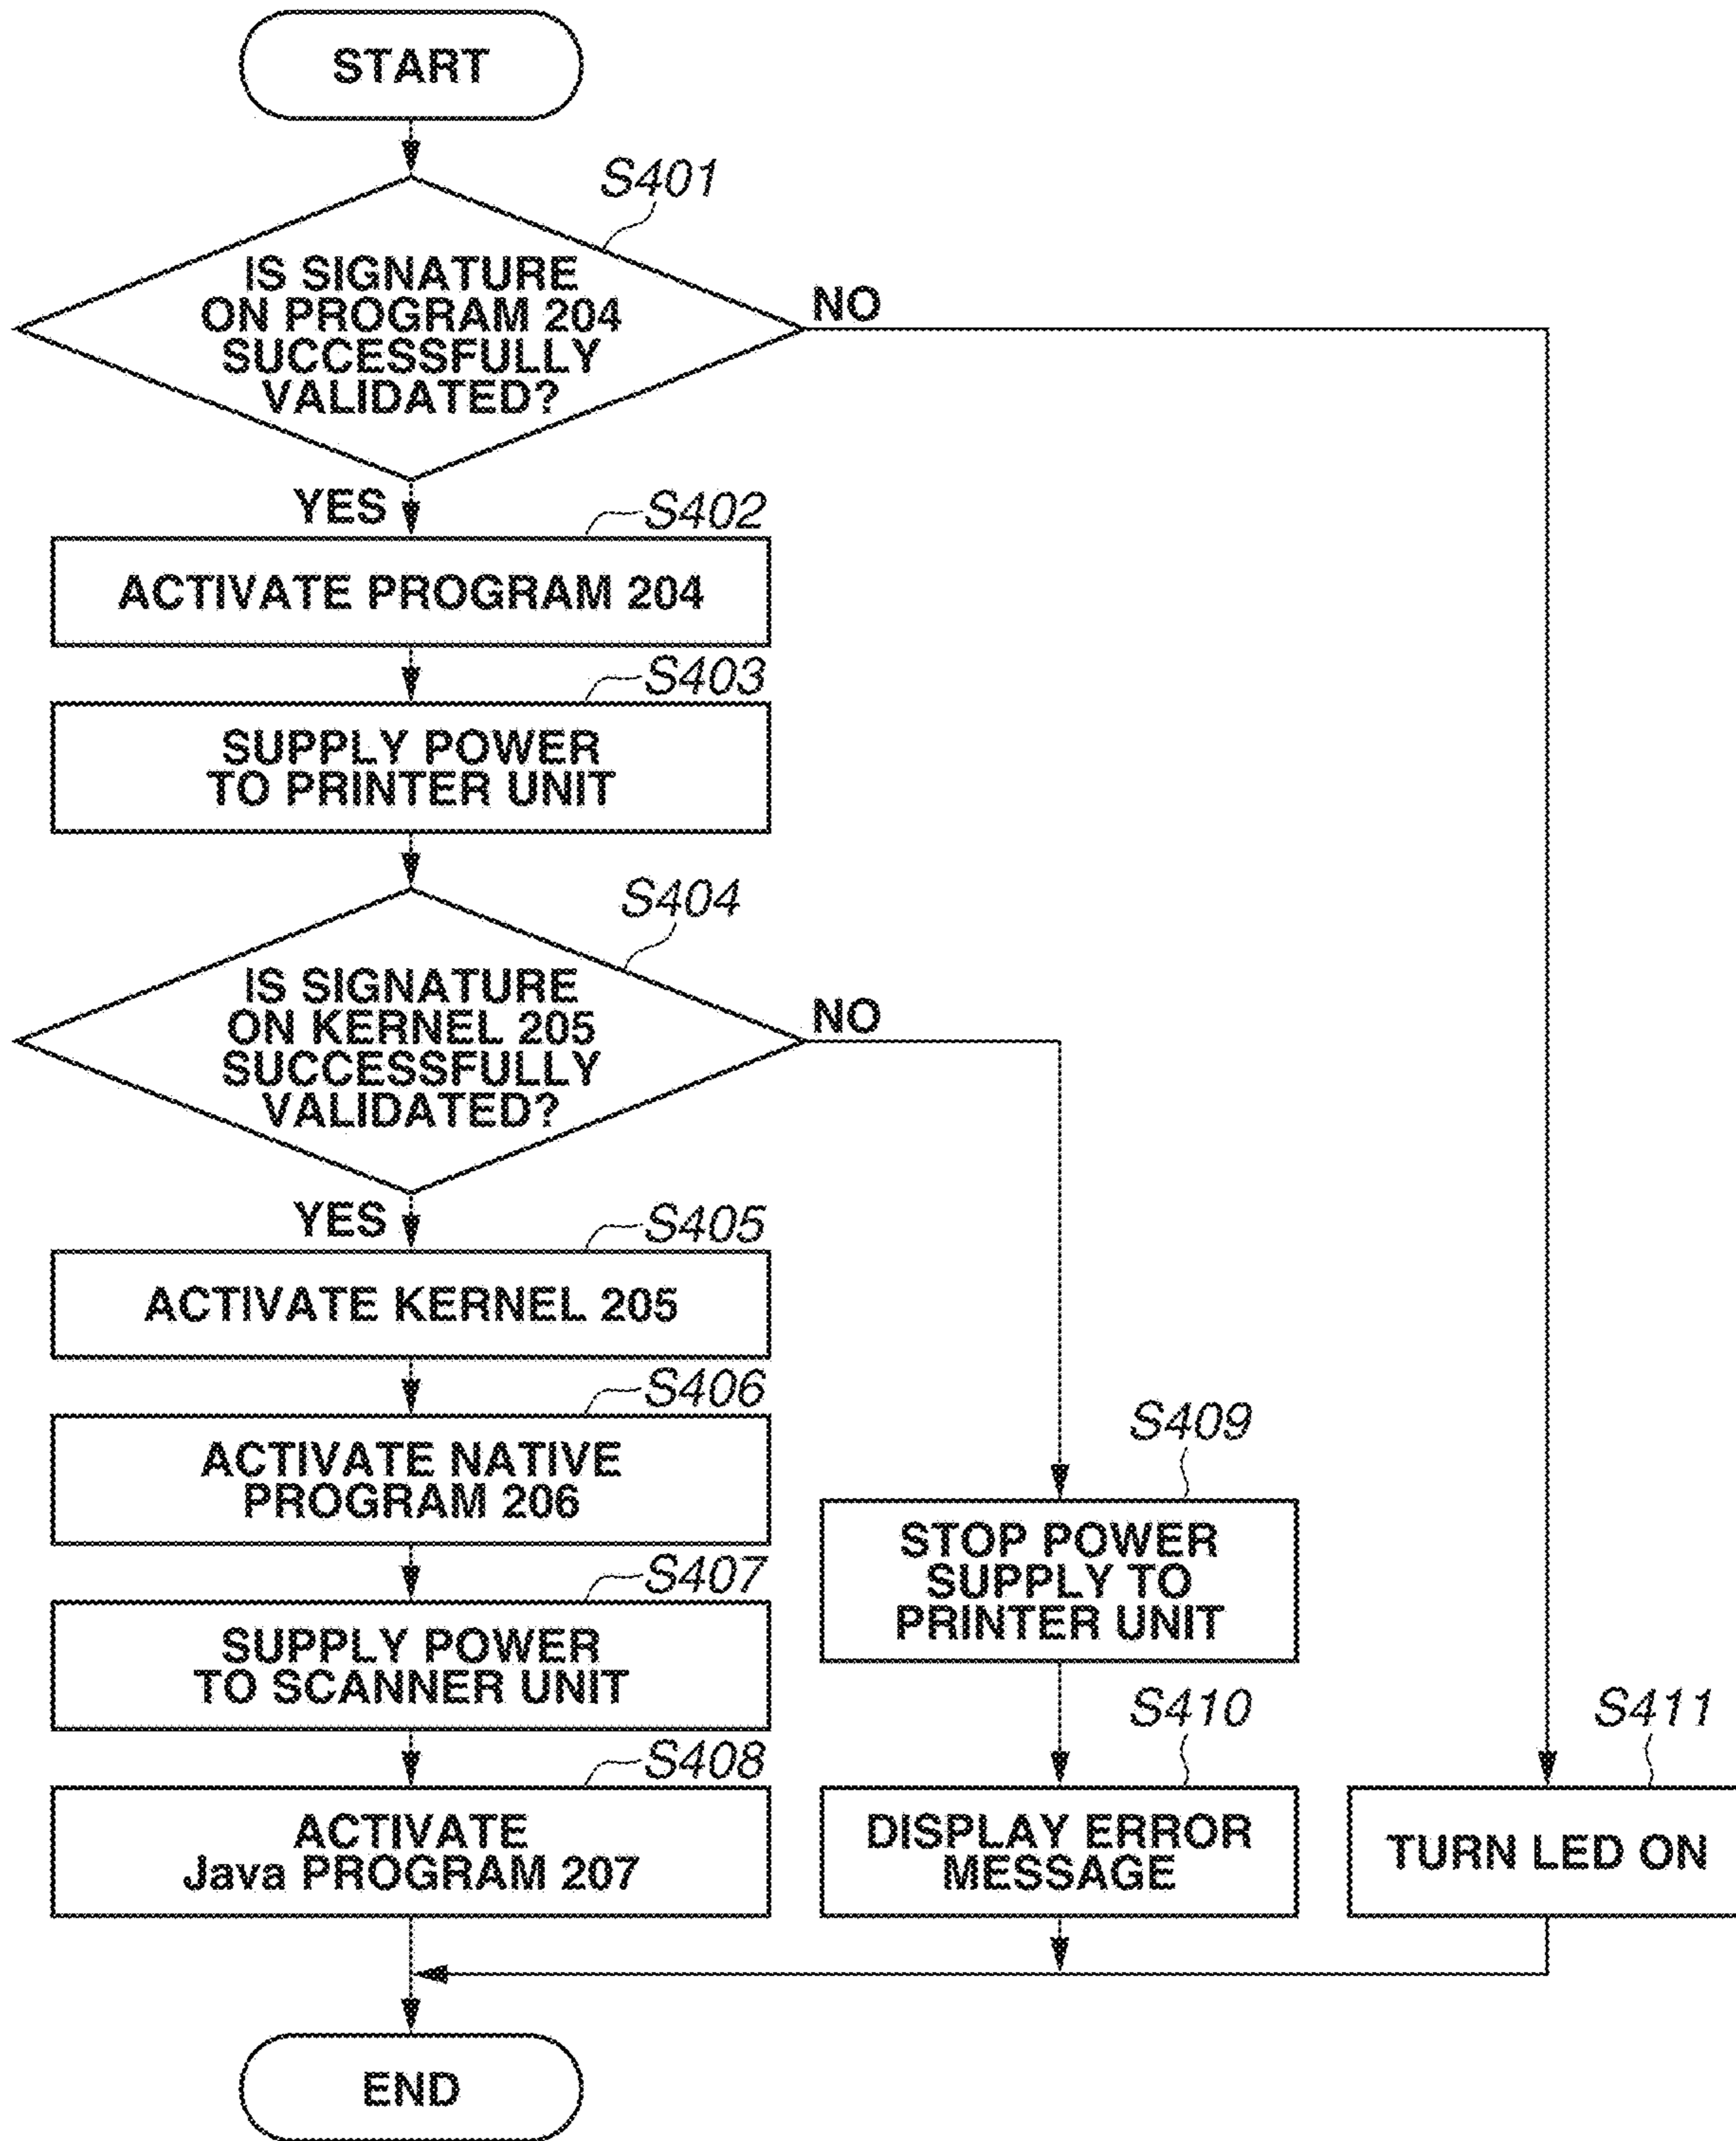 START
S401
IS SIGNATURE
ON PROGRAM 204
SUCCESSFULLY
VALIDATED?
NO
YES
S402
ACTIVATE PROGRAM 204
S403
SUPPLY POWER
TO PRINTER UNIT
S404
IS SIGNATURE
ON KERNEL 205
SUCCESSFULLY
VALIDATED?
NO
YES
S405
ACTIVATE KERNEL 205
S406
ACTIVATE NATIVE
PROGRAM 206
S407
SUPPLY POWER
TO SCANNER UNIT
S408
ACTIVATE
Java PROGRAM 207
S409
STOP POWER
SUPPLY TO
PRINTER UNIT
S410
DISPLAY ERROR
MESSAGE
S411
TURN LED ON
END